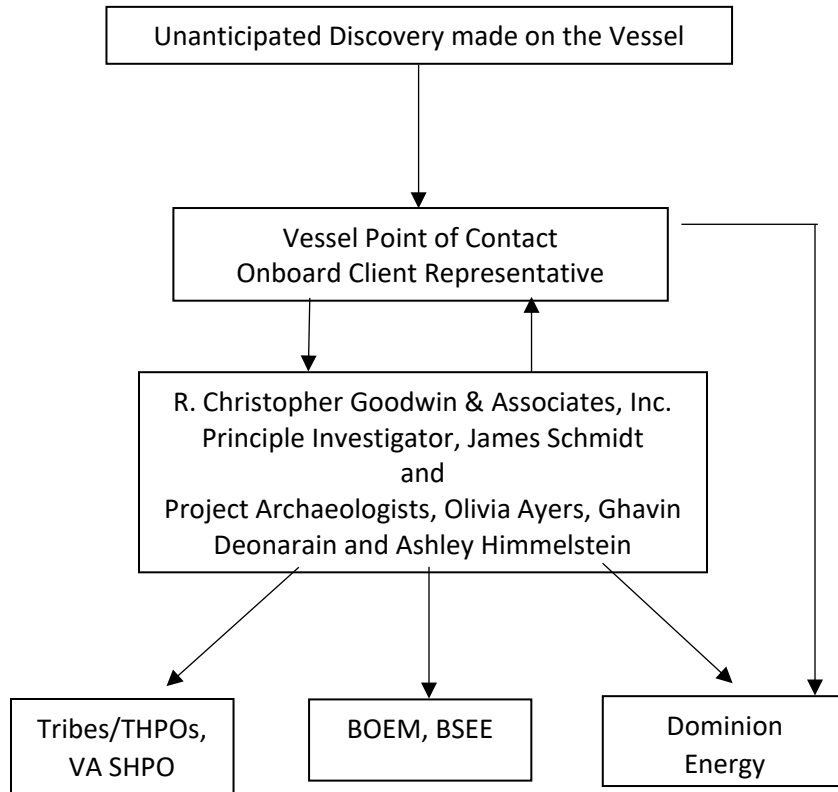 Unanticipated Discovery made on the Vessel
Vessel Point of Contact
Onboard Client Representative
R. Christopher Goodwin & Associates, Inc.
Principle Investigator, James Schmidt
and
Project Archaeologists, Olivia Ayers, Ghavin
Deonarain and Ashley Himmelstein
Tribes/THPOs,
VA SHPO
BOEM, BSEE
Dominion
Energy